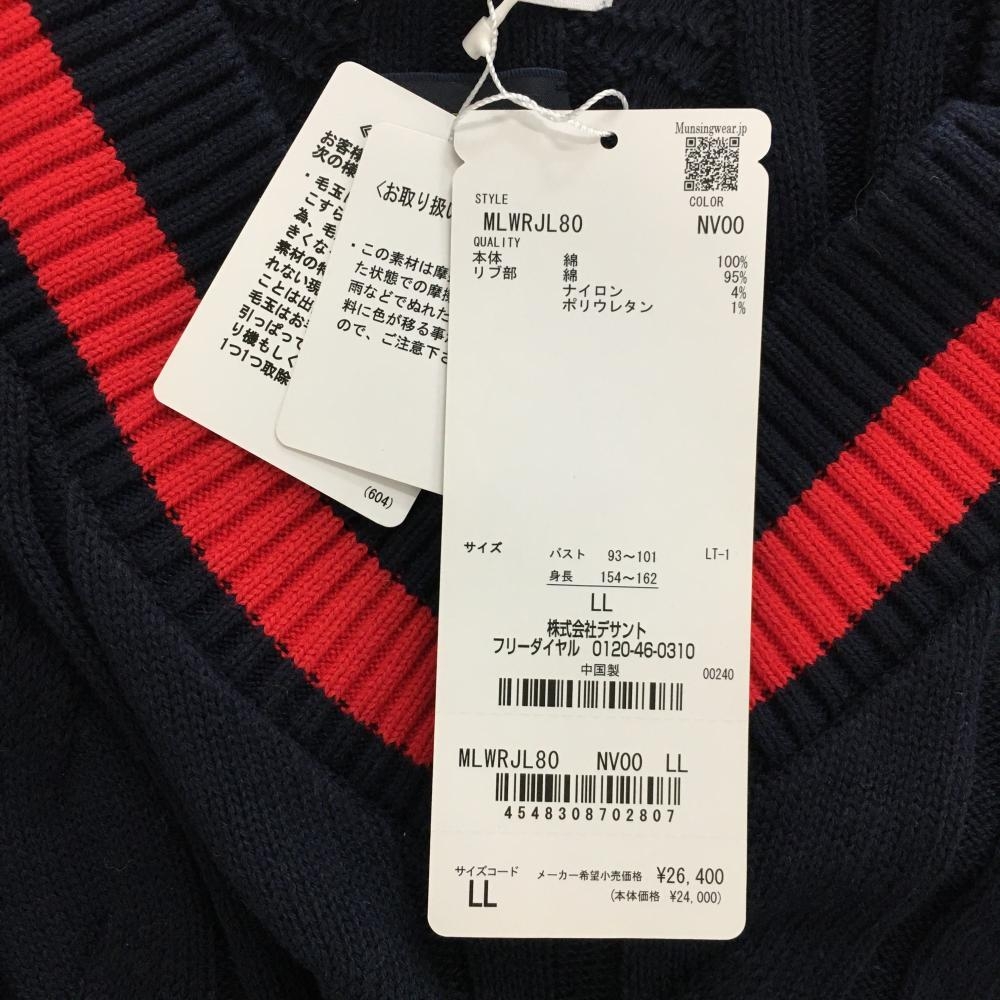 お客様
次の様
・毛玉
こすら
為、毛
きくな
素材の特
れない現
ことは出
毛玉はお
引っぱって
り機もしく
1つ1つ取除
(604)
〈お取り扱い
・この素材は摩
た状態での摩擦
雨などでぬれた
料に色が移る事
ので、ご注意下さ
Munsingwear.jp
STYLE COLOR
MLWRJL80 NV00
QUALITY
本体 綿 100%
リブ部 綿 95%
ナイロン 4%
ポリウレタン 1%
サイズ バスト 93～101 LT-1
身長 154～162
LL
株式会社デサント
フリーダイヤル 0120-46-0310
中国製 00240
MLWRJL80 NV00 LL
4548308702807
サイズコード メーカー希望小売価格 ¥26,400
LL (本体価格 ¥24,000)